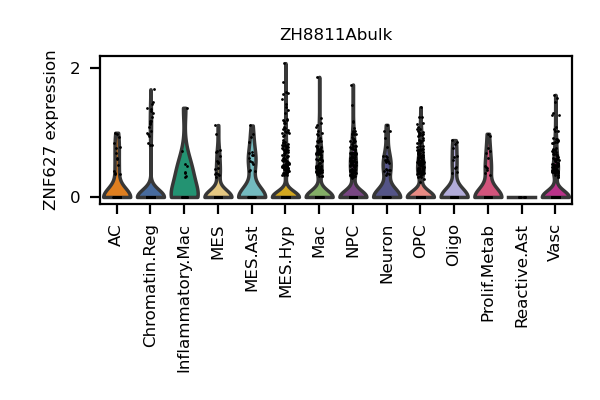 ZH8811Abulk
ZNF627 expression
2
0
AC
Chromatin.Reg
Inflammatory.Mac
MES
MES.Ast
MES.Hyp
Mac
NPC
Neuron
OPC
Oligo
Prolif.Metab
Reactive.Ast
Vasc